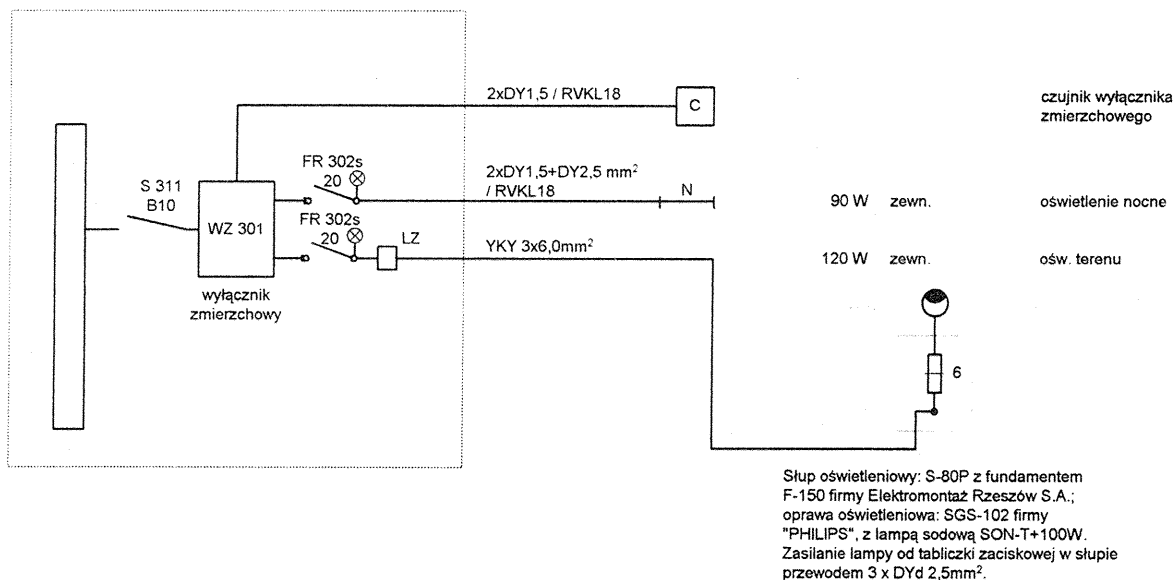 2xDY1,5 / RVKL18
C
czujnik wyłącznika
zmierzchowego
S 311
B10
WZ 301
wyłącznik
zmierzchowy
FR 302s
20
2xDY1,5+DY2,5 mm²
/ RVKL18
N
90 W zewn. oświetlenie nocne
FR 302s
20
LZ
YKY 3x6,0mm²
120 W zewn. ośw. terenu
6
Słup oświetleniowy: S-80P z fundamentem
F-150 firmy Elektromontaż Rzeszów S.A.;
oprawa oświetleniowa: SGS-102 firmy
"PHILIPS", z lampą sodową SON-T+100W.
Zasilanie lampy od tabliczki zaciskowej w słupie
przewodem 3 x DYd 2,5mm².